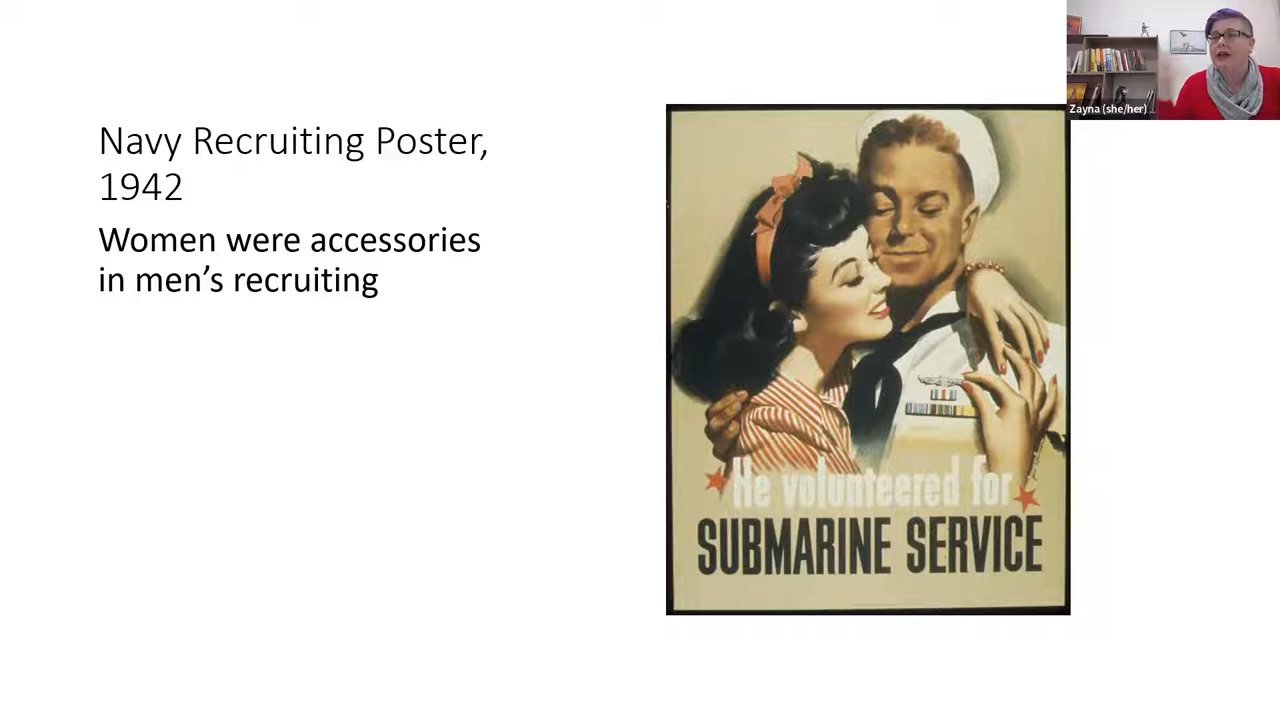 Navy Recruiting Poster,
1942
Women were accessories
in men’s recruiting
Zayna (she/her)
He volunteered for
SUBMARINE SERVICE